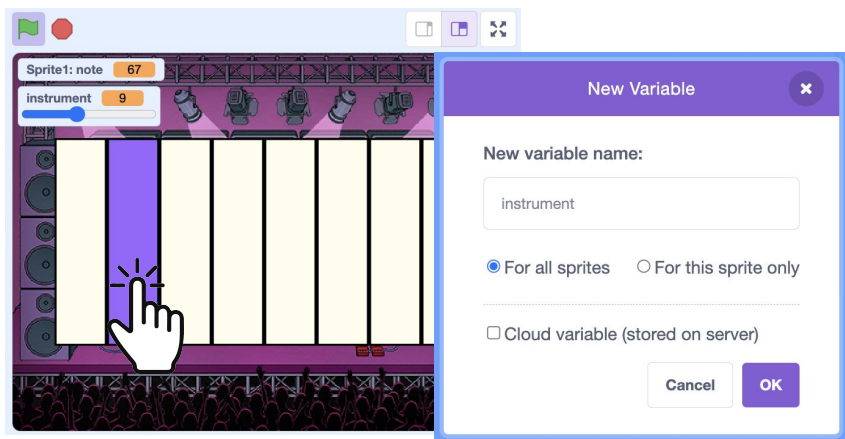 Sprite1: note 67
instrument 9
New Variable
New variable name:
instrument
For all sprites For this sprite only
Cloud variable (stored on server)
Cancel OK